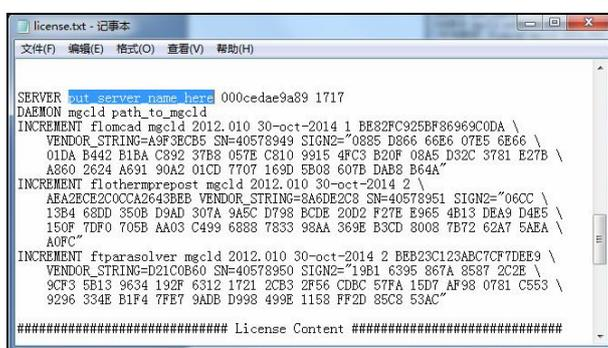 license.txt - 记事本
文件(F) 编辑(E) 格式(O) 查看(V) 帮助(H)
SERVER put_server_name_here 000cedae9a89 1717
DAEMON mgcld path_to_mgcld
INCREMENT flomcad mgcld 2012.010 30-oct-2014 1 BE82FC925BF86969C0DA \
VENDOR_STRING=A9F3ECB5 SN=40578949 SIGN2="0885 D866 66E6 07E5 6E66 \
01DA B442 B1BA C892 37B8 057E C810 9915 4FC3 B20F 08A5 D32C 3781 E27B \
A860 2624 A691 90A2 01CD 7707 169D 5B08 607B DAB8 B64A"
INCREMENT flothermprepost mgcld 2012.010 30-oct-2014 2 \
AEA2ECE2C0CCA2643BEB VENDOR_STRING=8A6DE2C8 SN=40578951 SIGN2="06CC \
13B4 68DD 350B D9AD 307A 9A5C D798 BCDE 20D2 F27E E965 4B13 DEA9 D4E5 \
150F 7DF0 705B AA03 C499 6888 7833 98AA 369E B3CD 8008 7B72 62A7 5AEA \
A0FC"
INCREMENT ftparasolver mgcld 2012.010 30-oct-2014 2 BEB23C123ABC7CF7DEE9 \
VENDOR_STRING=D21C0B60 SN=40578950 SIGN2="19B1 6395 867A 8587 2C2E \
9CF3 5B13 9634 192F 6312 1721 2CB3 2F56 CDBC 57FA 15D7 AF98 0781 C553 \
9296 334E B1F4 7FE7 9ADB D998 499E 1158 FF2D 85C8 53AC"
############################ License Content ############################